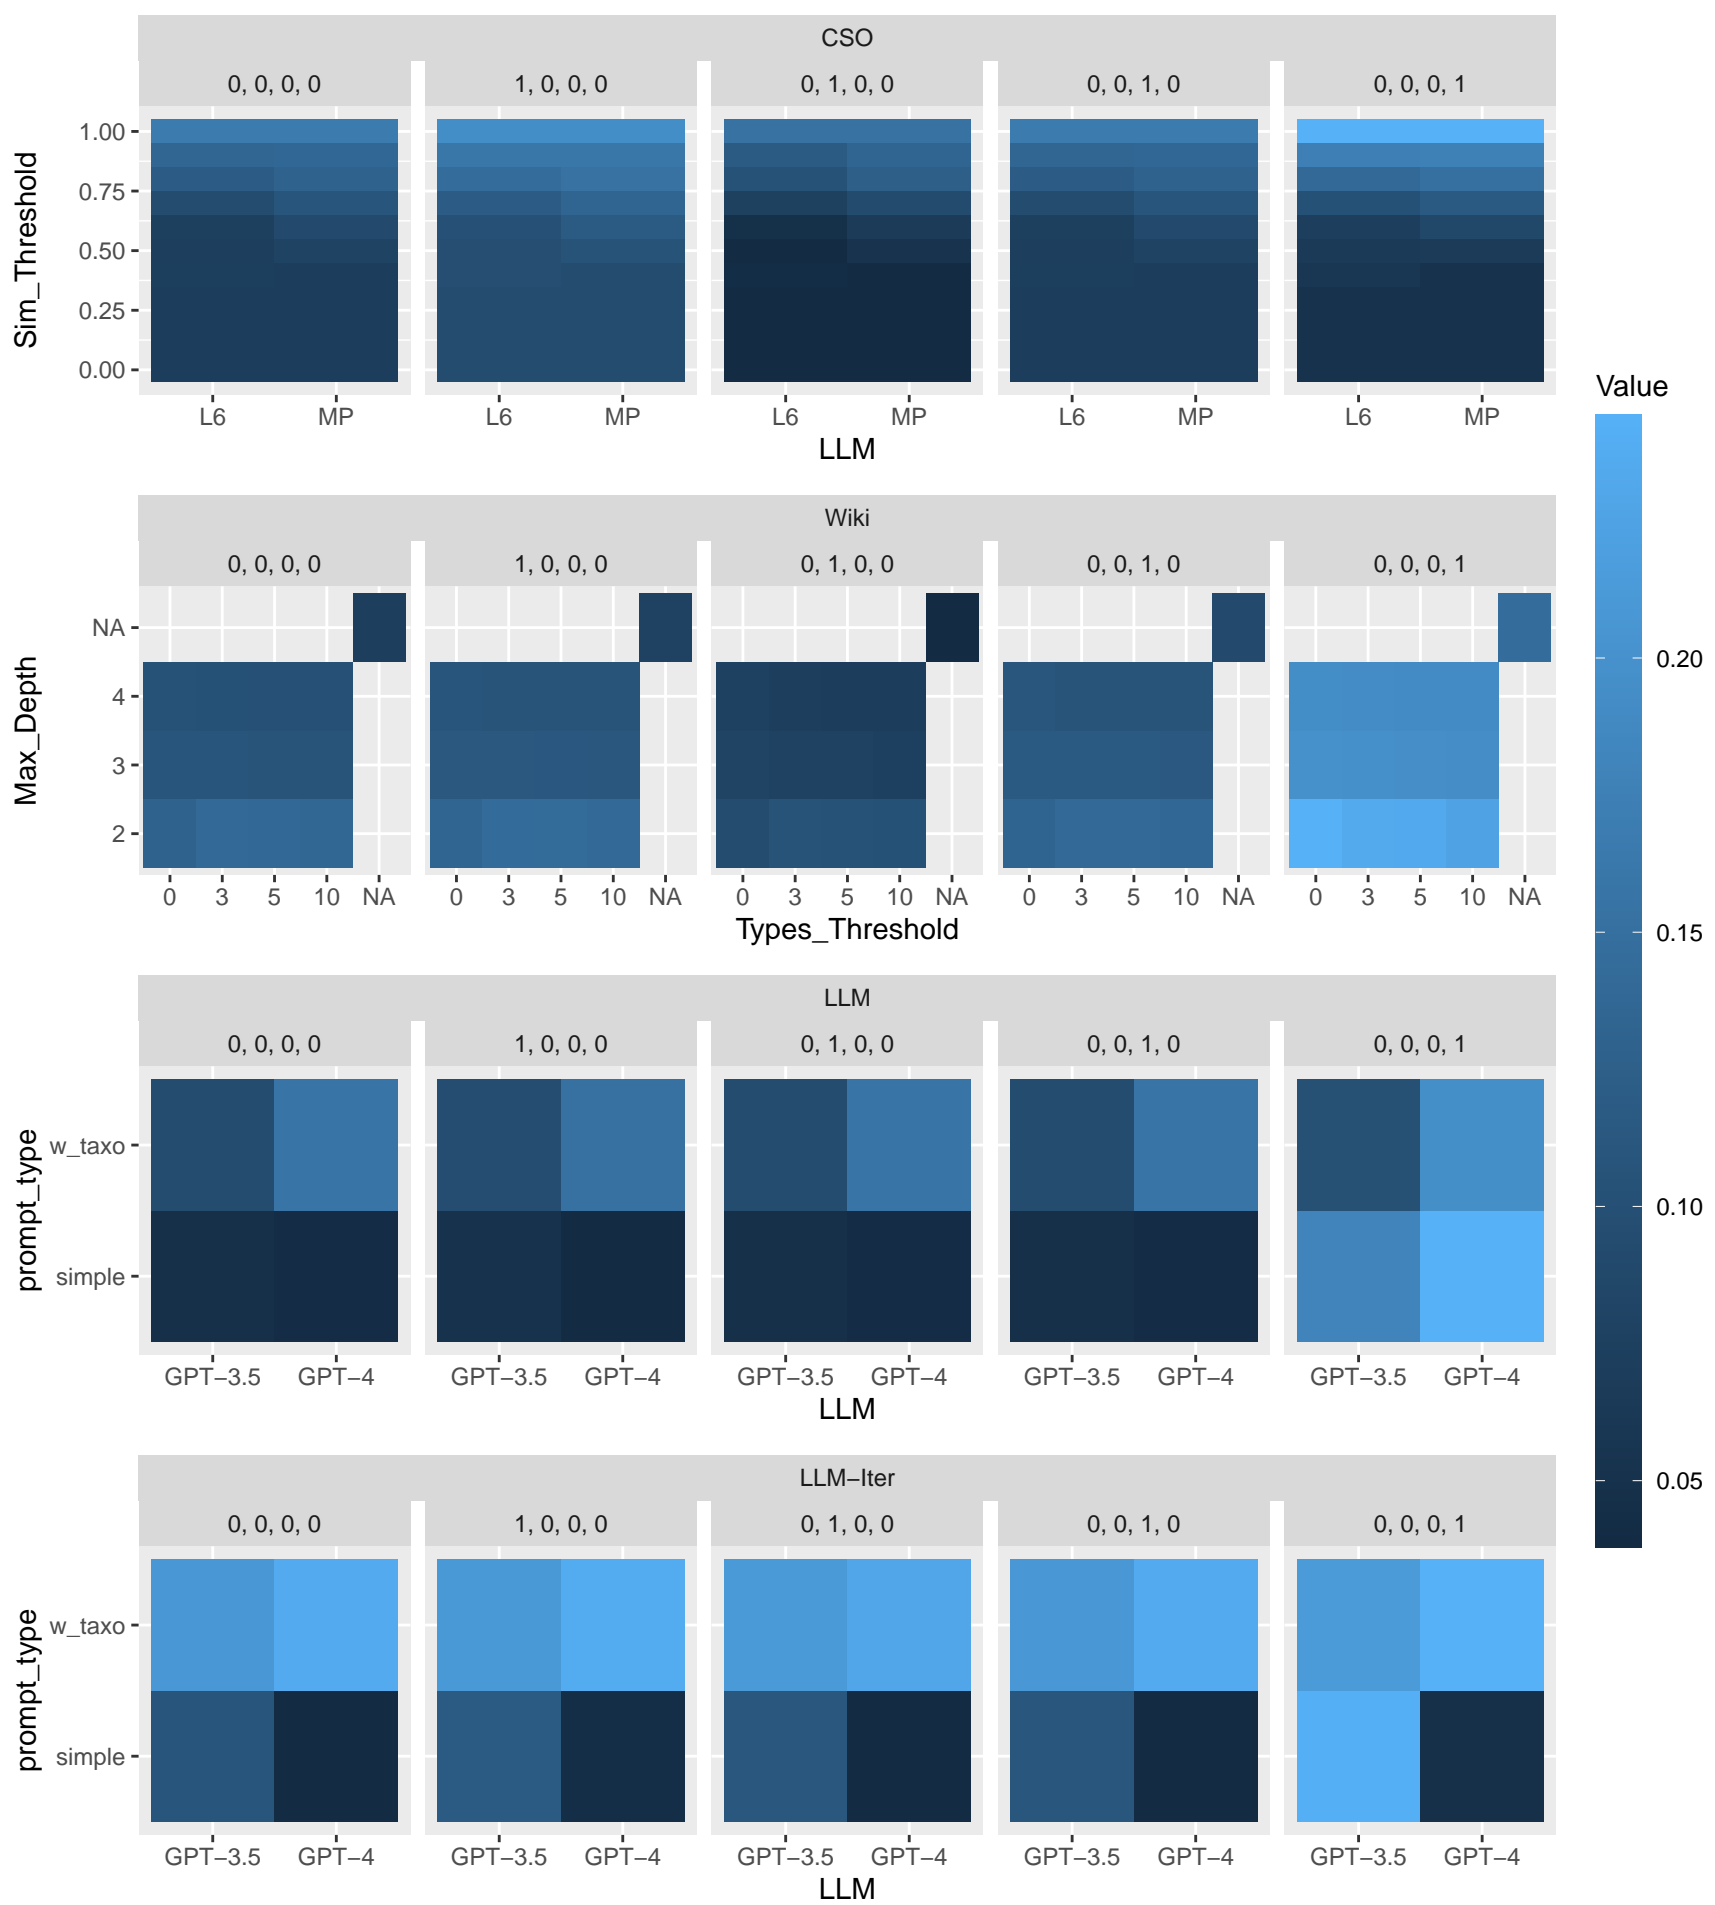 CSO
0, 0, 0, 0
1, 0, 0, 0
0, 1, 0, 0
0, 0, 1, 0
0, 0, 0, 1
Sim_Threshold
1.00
0.75
0.50
0.25
0.00
L6 MP
L6 MP
L6 MP
L6 MP
L6 MP
LLM
Wiki
0, 0, 0, 0
1, 0, 0, 0
0, 1, 0, 0
0, 0, 1, 0
0, 0, 0, 1
Max_Depth
NA
4
3
2
0 3 5 10 NA
0 3 5 10 NA
0 3 5 10 NA
0 3 5 10 NA
0 3 5 10 NA
Types_Threshold
LLM
0, 0, 0, 0
1, 0, 0, 0
0, 1, 0, 0
0, 0, 1, 0
0, 0, 0, 1
prompt_type
w_taxo
simple
GPT−3.5 GPT−4
GPT−3.5 GPT−4
GPT−3.5 GPT−4
GPT−3.5 GPT−4
GPT−3.5 GPT−4
LLM
LLM−Iter
0, 0, 0, 0
1, 0, 0, 0
0, 1, 0, 0
0, 0, 1, 0
0, 0, 0, 1
prompt_type
w_taxo
simple
GPT−3.5 GPT−4
GPT−3.5 GPT−4
GPT−3.5 GPT−4
GPT−3.5 GPT−4
GPT−3.5 GPT−4
LLM
Value
0.20
0.15
0.10
0.05